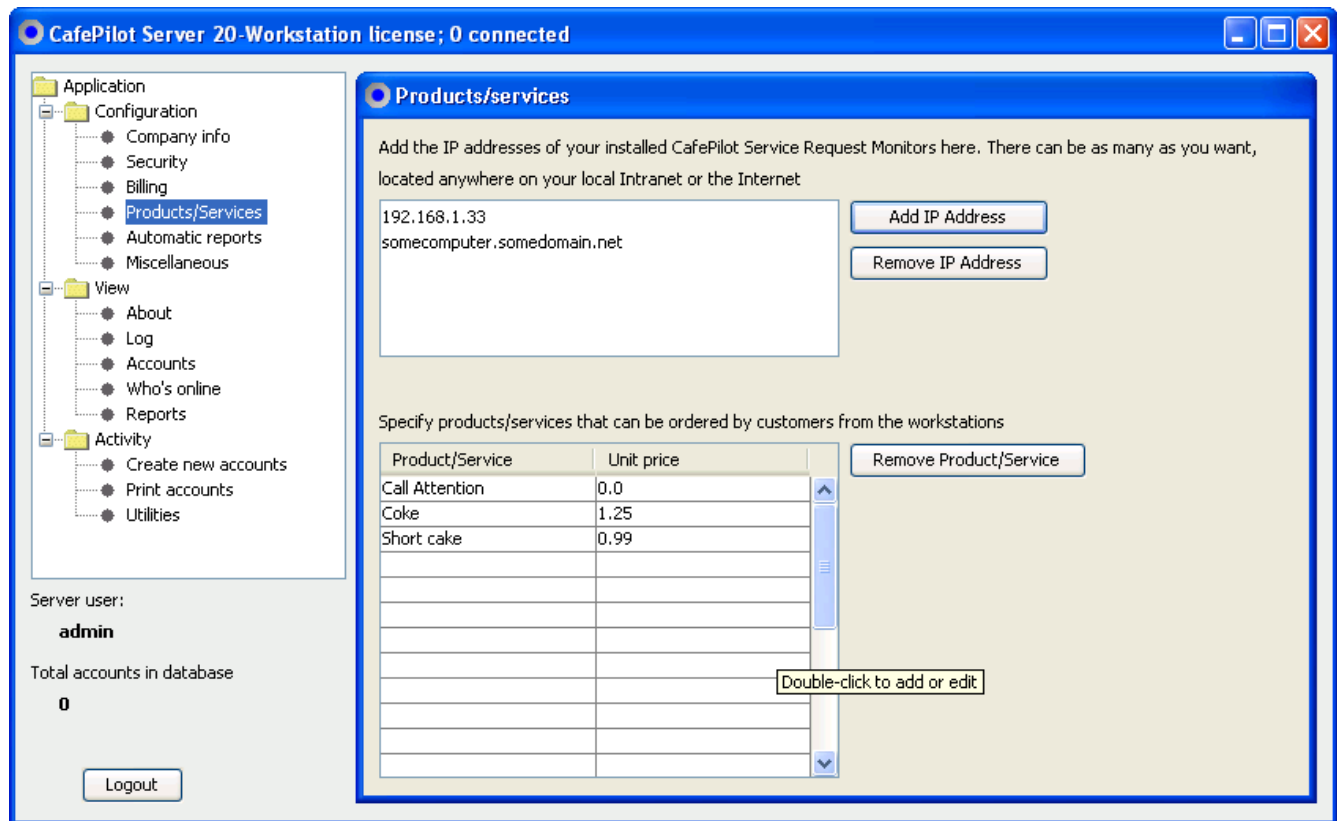 CafePilot Server 20-Workstation license; 0 connected
Application
Configuration
Company info
Security
Billing
Products/Services
Automatic reports
Miscellaneous
View
About
Log
Accounts
Who's online
Reports
Activity
Create new accounts
Print accounts
Utilities
Server user:
admin
Total accounts in database
0
Logout
Products/services
Add the IP addresses of your installed CafePilot Service Request Monitors here. There can be as many as you want,
located anywhere on your local Intranet or the Internet
192.168.1.33
somecomputer.somedomain.net
Add IP Address
Remove IP Address
Specify products/services that can be ordered by customers from the workstations
Product/Service Unit price
Call Attention 0.0
Coke 1.25
Short cake 0.99
Remove Product/Service
Double-click to add or edit